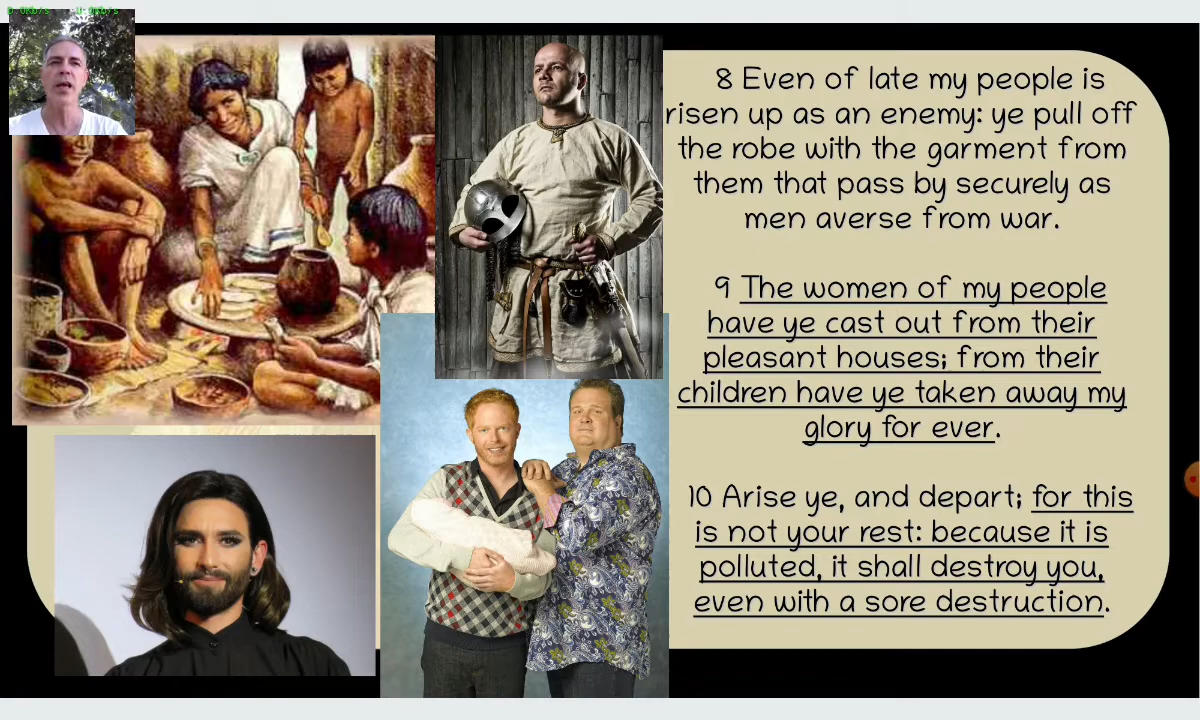 8 Even of late my people is
risen up as an enemy: ye pull off
the robe with the garment from
them that pass by securely as
men averse from war.
9 The women of my people
have ye cast out from their
pleasant houses; from their
children have ye taken away my
glory for ever.
10 Arise ye, and depart; for this
is not your rest: because it is
polluted, it shall destroy you,
even with a sore destruction.